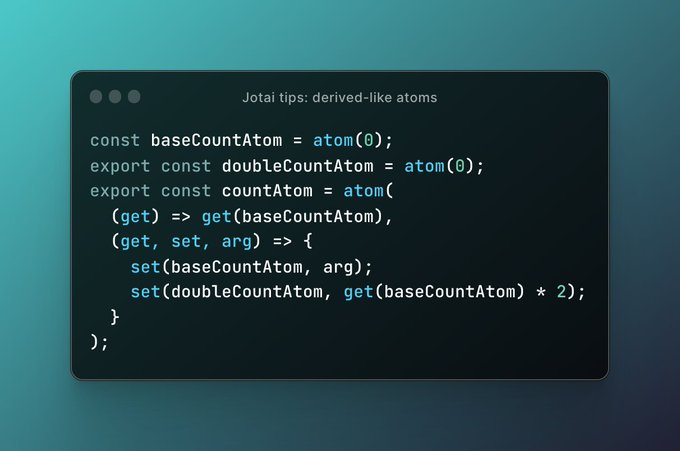 Jotai tips: derived-like atoms
const baseCountAtom = atom(0);
export const doubleCountAtom = atom(0);
export const countAtom = atom(
  (get) => get(baseCountAtom),
  (get, set, arg) => {
    set(baseCountAtom, arg);
    set(doubleCountAtom, get(baseCountAtom) * 2);
  }
);